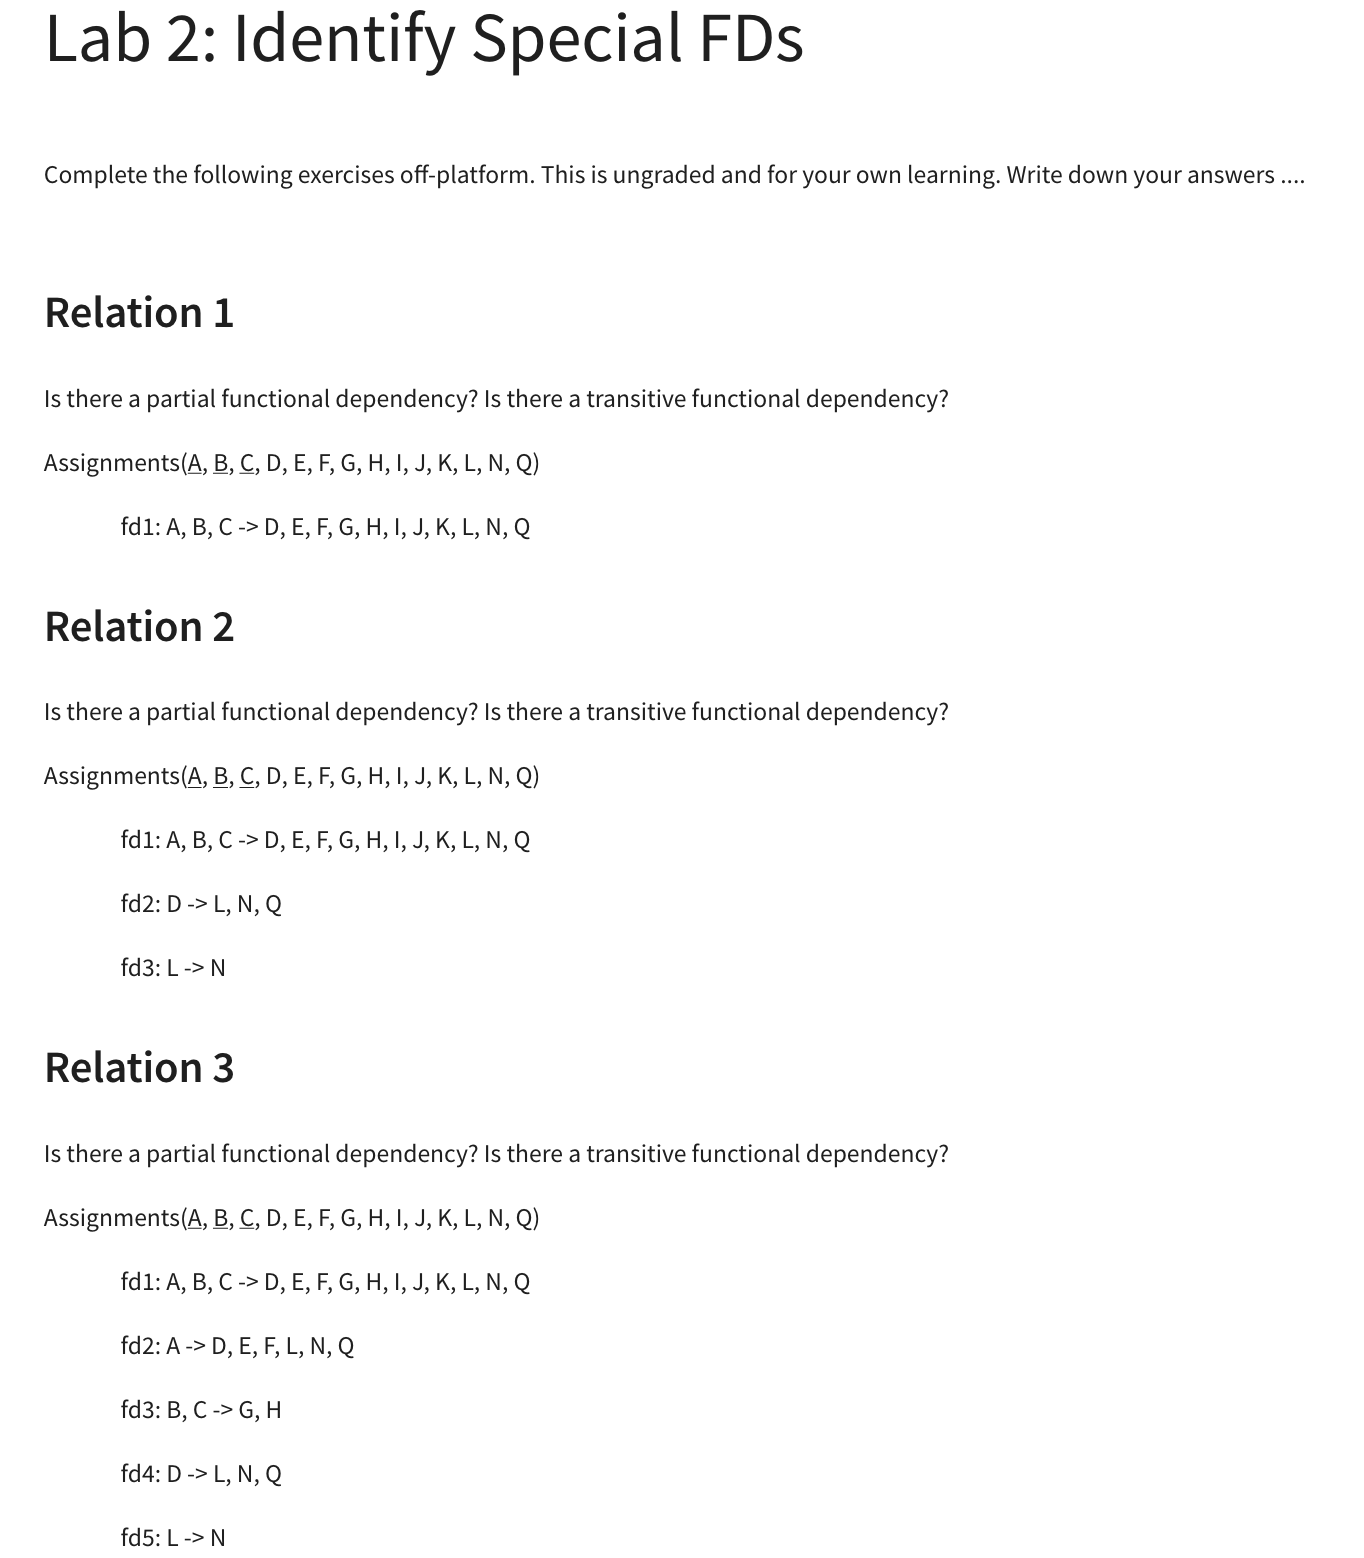 Lab 2: Identify Special FDs
Complete the following exercises off-platform. This is ungraded and for your own learning. Write down your answers ....
Relation 1
Is there a partial functional dependency? Is there a transitive functional dependency?
Assignments(A, B, C, D, E, F, G, H, I, J, K, L, N, Q)
fd1: A, B, C -> D, E, F, G, H, I, J, K, L, N, Q
Relation 2
Is there a partial functional dependency? Is there a transitive functional dependency?
Assignments(A, B, C, D, E, F, G, H, I, J, K, L, N, Q)
fd1: A, B, C -> D, E, F, G, H, I, J, K, L, N, Q
fd2: D -> L, N, Q
fd3: L -> N
Relation 3
Is there a partial functional dependency? Is there a transitive functional dependency?
Assignments(A, B, C, D, E, F, G, H, I, J, K, L, N, Q)
fd1: A, B, C -> D, E, F, G, H, I, J, K, L, N, Q
fd2: A -> D, E, F, L, N, Q
fd3: B, C -> G, H
fd4: D -> L, N, Q
fd5: L -> N